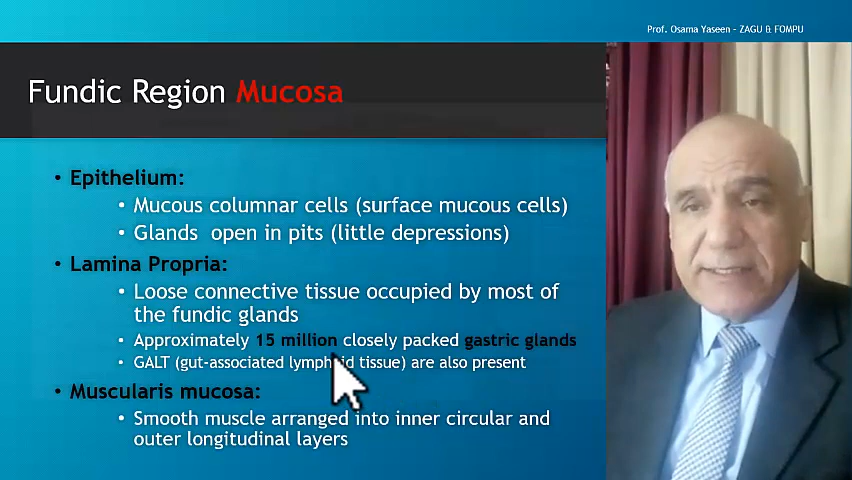 Prof. Osama Yaseen – ZAGU & FOMPU
Fundic Region Mucosa
• Epithelium:
• Mucous columnar cells (surface mucous cells)
• Glands open in pits (little depressions)
• Lamina Propria:
• Loose connective tissue occupied by most of
the fundic glands
• Approximately 15 million closely packed gastric glands
• GALT (gut-associated lymphoid tissue) are also present
• Muscularis mucosa:
• Smooth muscle arranged into inner circular and
outer longitudinal layers